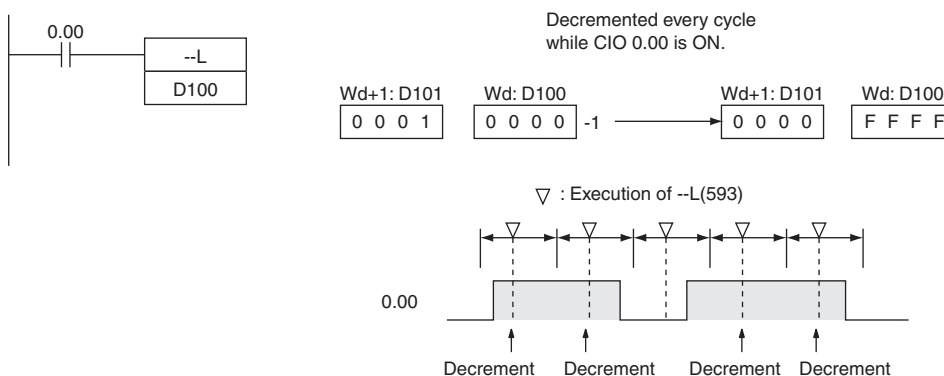 0.00
--L
D100
Decremented every cycle
while CIO 0.00 is ON.
Wd+1: D101 Wd: D100 Wd+1: D101 Wd: D100
0 0 0 1 0 0 0 0 -1 0 0 0 0 F F F F
: Execution of --L(593)
0.00
Decrement Decrement Decrement Decrement